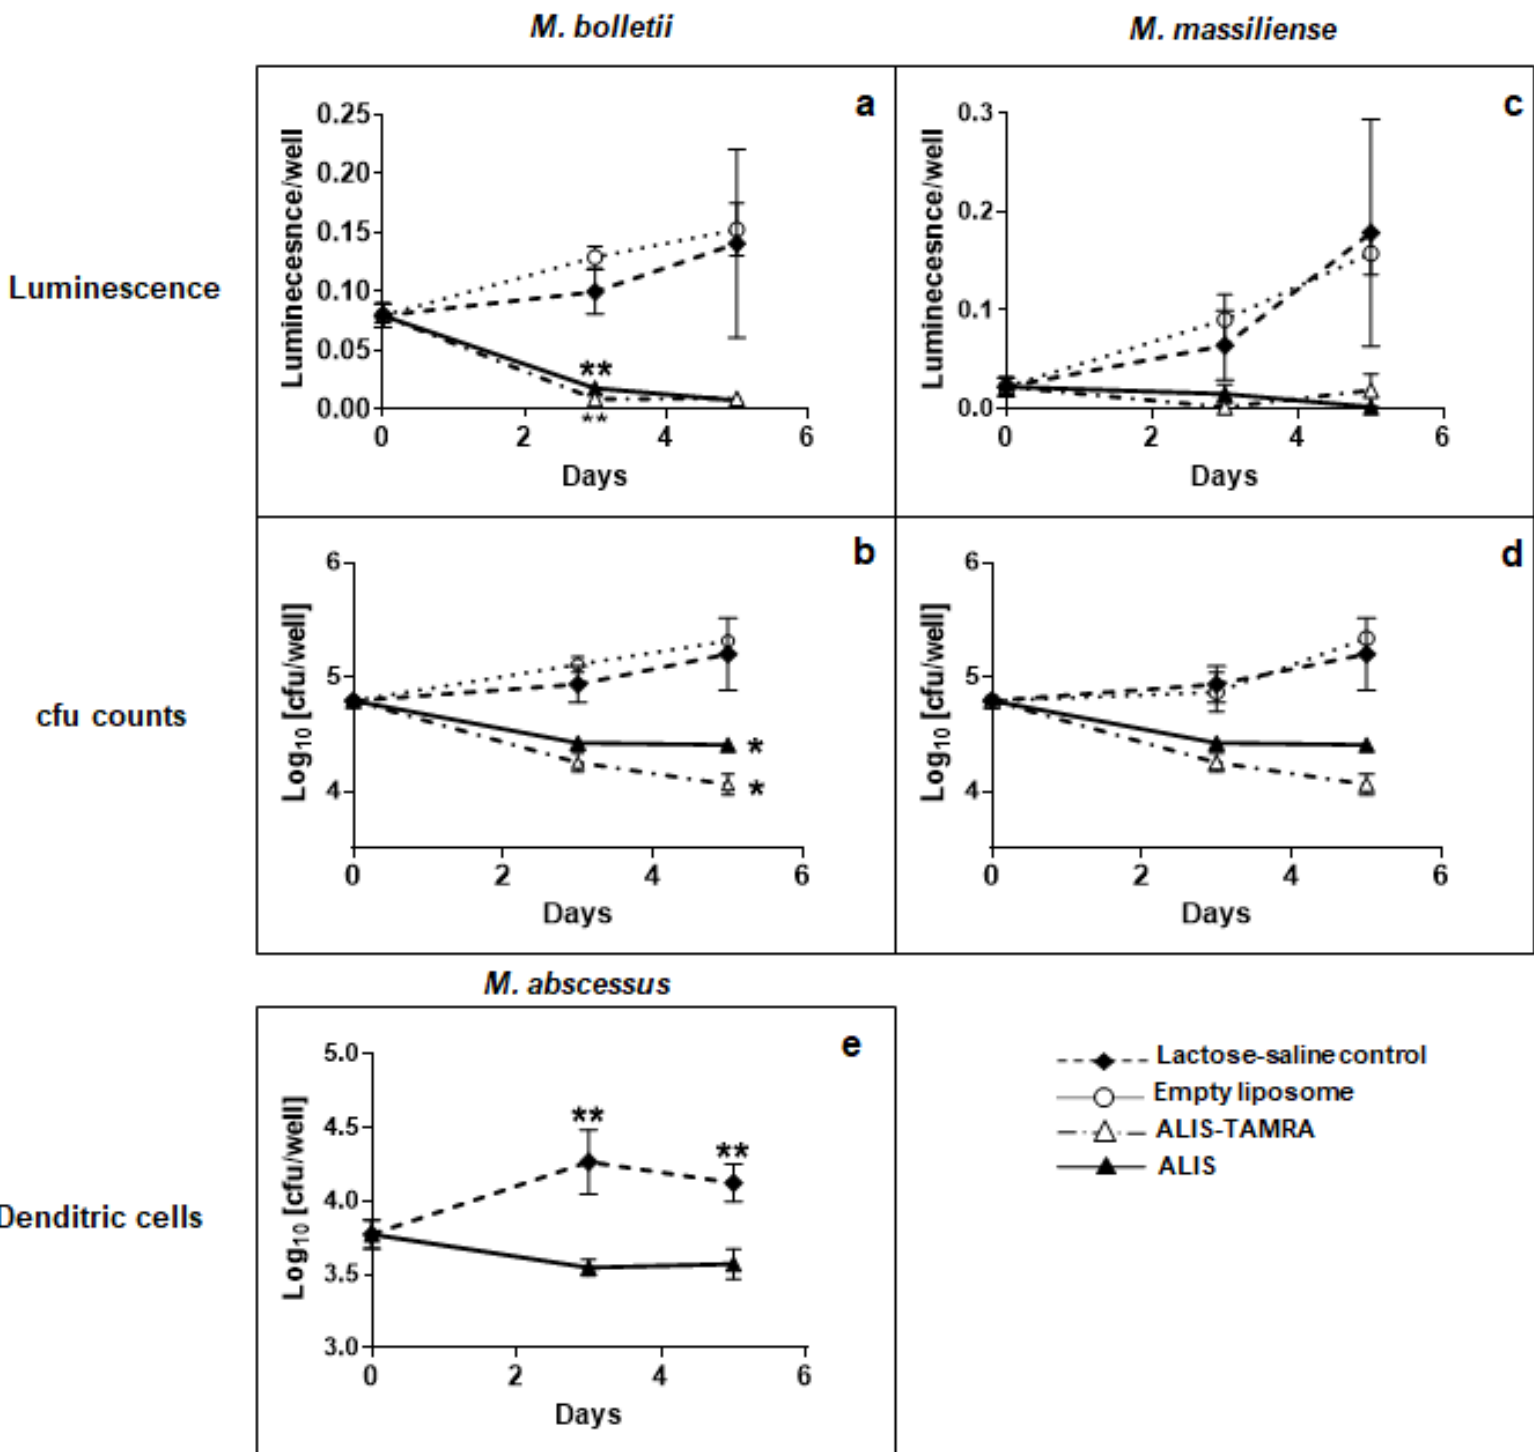 M. bolletii
M. massiliense
Luminescence
a
Luminecesnce/well
0.25
0.20
0.15
0.10
0.05
0.00
**
**
0 2 4 6
Days
c
Luminecesnce/well
0.3
0.2
0.1
0.0
0 2 4 6
Days
cfu counts
b
Log10 [cfu/well]
6
5
4
*
*
0 2 4 6
Days
d
Log10 [cfu/well]
6
5
4
0 2 4 6
Days
M. abscessus
Denditric cells
e
Log10 [cfu/well]
5.0
4.5
4.0
3.5
3.0
**
**
0 2 4 6
Days
Lactose-saline control
Empty liposome
ALIS-TAMRA
ALIS